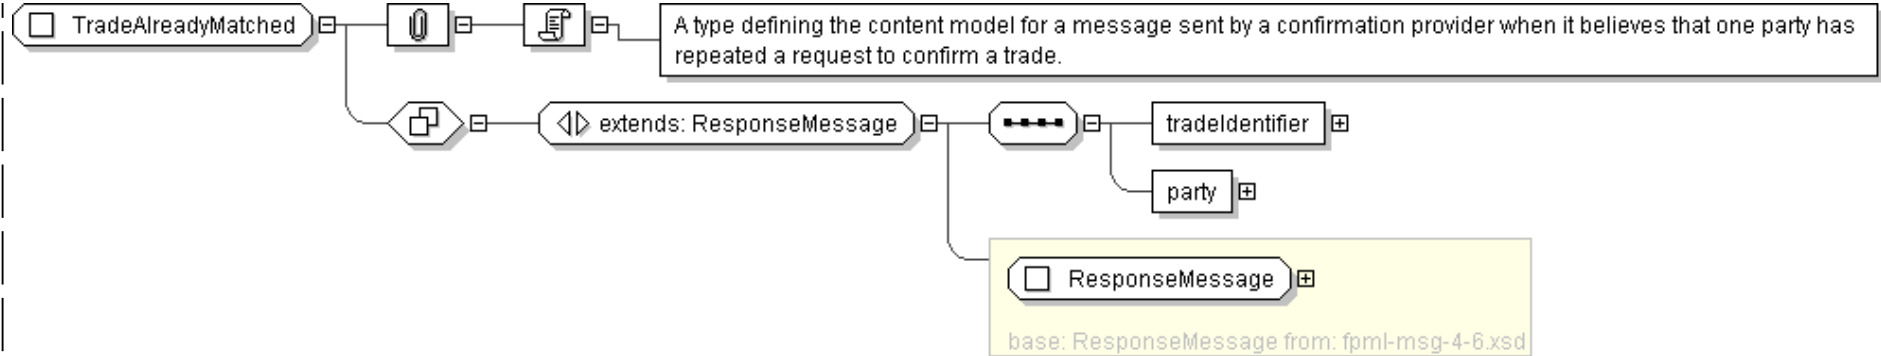 TradeAlreadyMatched
A type defining the content model for a message sent by a confirmation provider when it believes that one party has
repeated a request to confirm a trade.
extends: ResponseMessage
tradeIdentifier
party
ResponseMessage
base: ResponseMessage from: fpml-msg-4-6.xsd